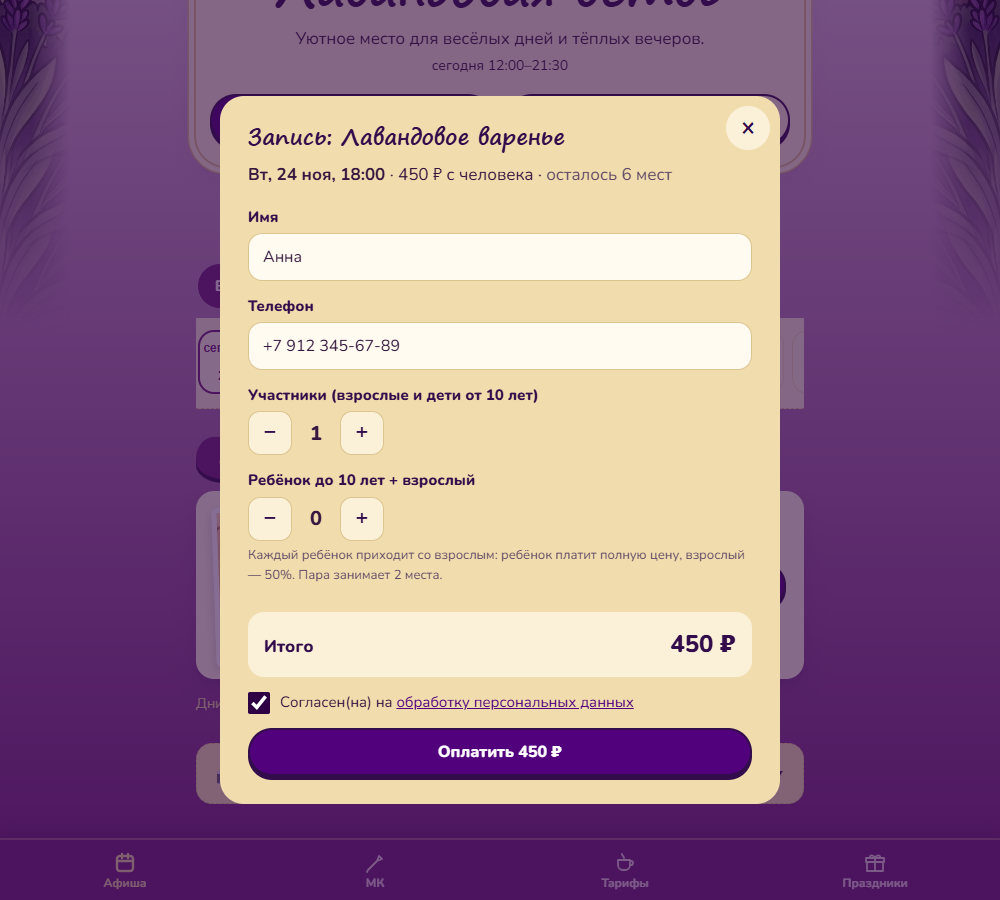 Уютное место для весёлых дней и тёплых вечеров.
сегодня 12:00–21:30
Запись: Лавандовое варенье
×
Вт, 24 ноя, 18:00 · 450 ₽ с человека · осталось 6 мест
Имя
Анна
Телефон
+7 912 345-67-89
Участники (взрослые и дети от 10 лет)
− 1 +
Ребёнок до 10 лет + взрослый
− 0 +
Каждый ребёнок приходит со взрослым: ребёнок платит полную цену, взрослый
— 50%. Пара занимает 2 места.
Итого 450 ₽
Согласен(на) на обработку персональных данных
Оплатить 450 ₽
Афиша МК Тарифы Праздники